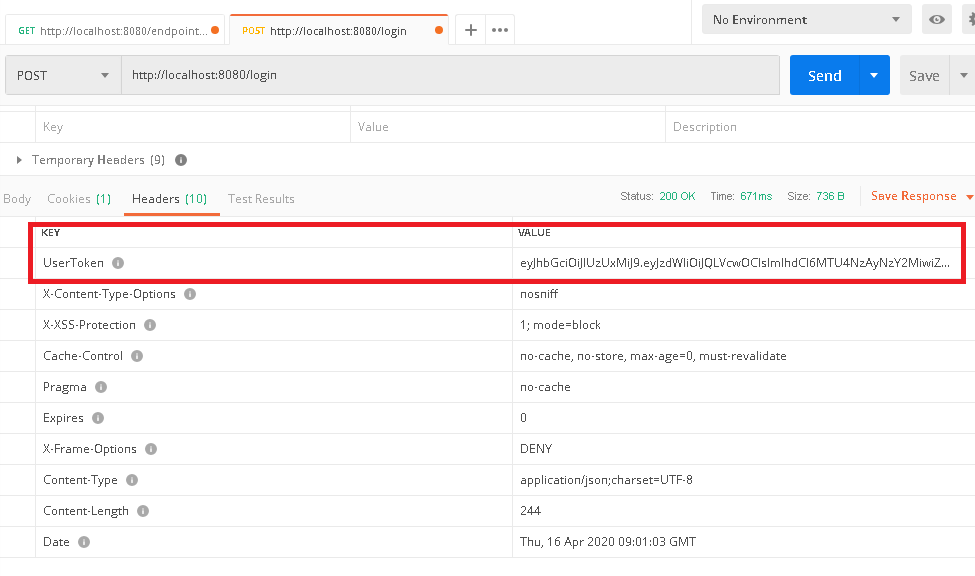 No Environment
GET http://localhost:8080/endpoint... POST http://localhost:8080/login + •••
POST http://localhost:8080/login Send Save
Key Value Description
Temporary Headers (9)
Body Cookies (1) Headers (10) Test Results Status: 200 OK Time: 671ms Size: 736 B Save Response
KEY VALUE
UserToken eyJhbGciOiJIUzUxMiJ9.eyJzdWIiOiJQLVcwOCIsImlhdCI6MTU4NzAyNzY2MiwiZ...
X-Content-Type-Options nosniff
X-XSS-Protection 1; mode=block
Cache-Control no-cache, no-store, max-age=0, must-revalidate
Pragma no-cache
Expires 0
X-Frame-Options DENY
Content-Type application/json;charset=UTF-8
Content-Length 244
Date Thu, 16 Apr 2020 09:01:03 GMT